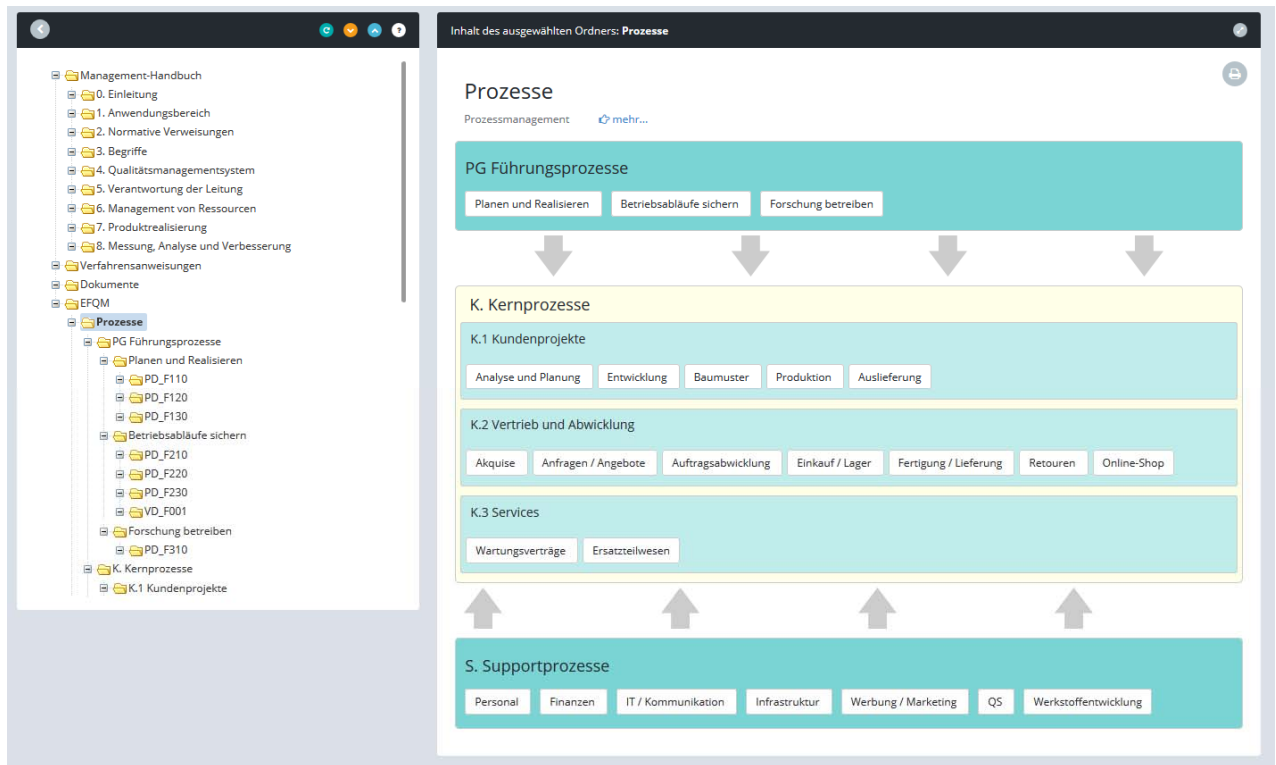 Management-Handbuch
0. Einleitung
1. Anwendungsbereich
2. Normative Verweisungen
3. Begriffe
4. Qualitätsmanagementsystem
5. Verantwortung der Leitung
6. Management von Ressourcen
7. Produktrealisierung
8. Messung, Analyse und Verbesserung
Verfahrensanweisungen
Dokumente
EFQM
Prozesse
PG Führungsprozesse
Planen und Realisieren
PD_F110
PD_F120
PD_F130
Betriebsabläufe sichern
PD_F210
PD_F220
PD_F230
VD_F001
Forschung betreiben
PD_F310
K. Kernprozesse
K.1 Kundenprojekte
Inhalt des ausgewählten Ordners: Prozesse
Prozesse
Prozessmanagement mehr...
PG Führungsprozesse
Planen und Realisieren Betriebsabläufe sichern Forschung betreiben
K. Kernprozesse
K.1 Kundenprojekte
Analyse und Planung Entwicklung Baumuster Produktion Auslieferung
K.2 Vertrieb und Abwicklung
Akquise Anfragen / Angebote Auftragsabwicklung Einkauf / Lager Fertigung / Lieferung Retouren Online-Shop
K.3 Services
Wartungsverträge Ersatzteilwesen
S. Supportprozesse
Personal Finanzen IT / Kommunikation Infrastruktur Werbung / Marketing QS Werkstoffentwicklung